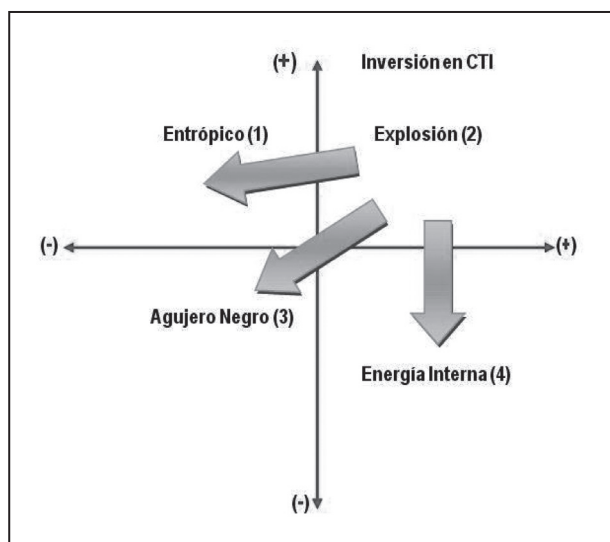 (+) Inversión en CTI
Entrópico (1) Explosión (2)
(-) (+)
Agujero Negro (3)
Energía Interna (4)
(-)